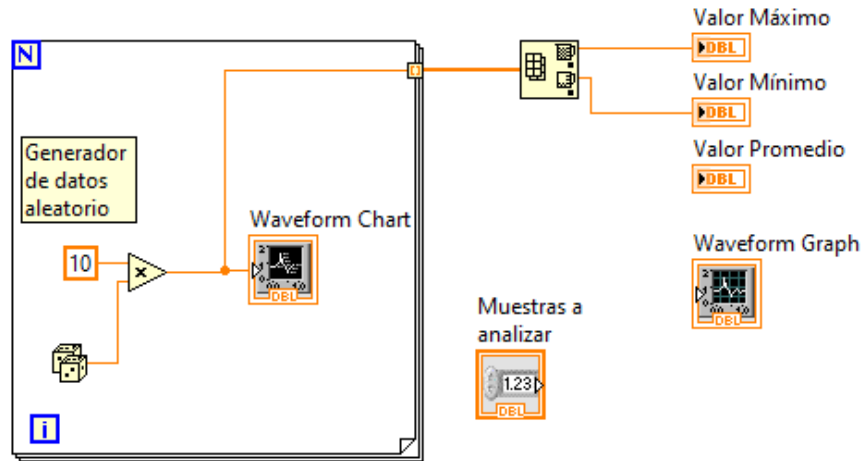 N
Valor Máximo
DBL
Valor Mínimo
DBL
Valor Promedio
DBL
Generador
de datos
aleatorio
10
x
Waveform Chart
DBL
i
Muestras a
analizar
1.23
DBL
Waveform Graph
DBL